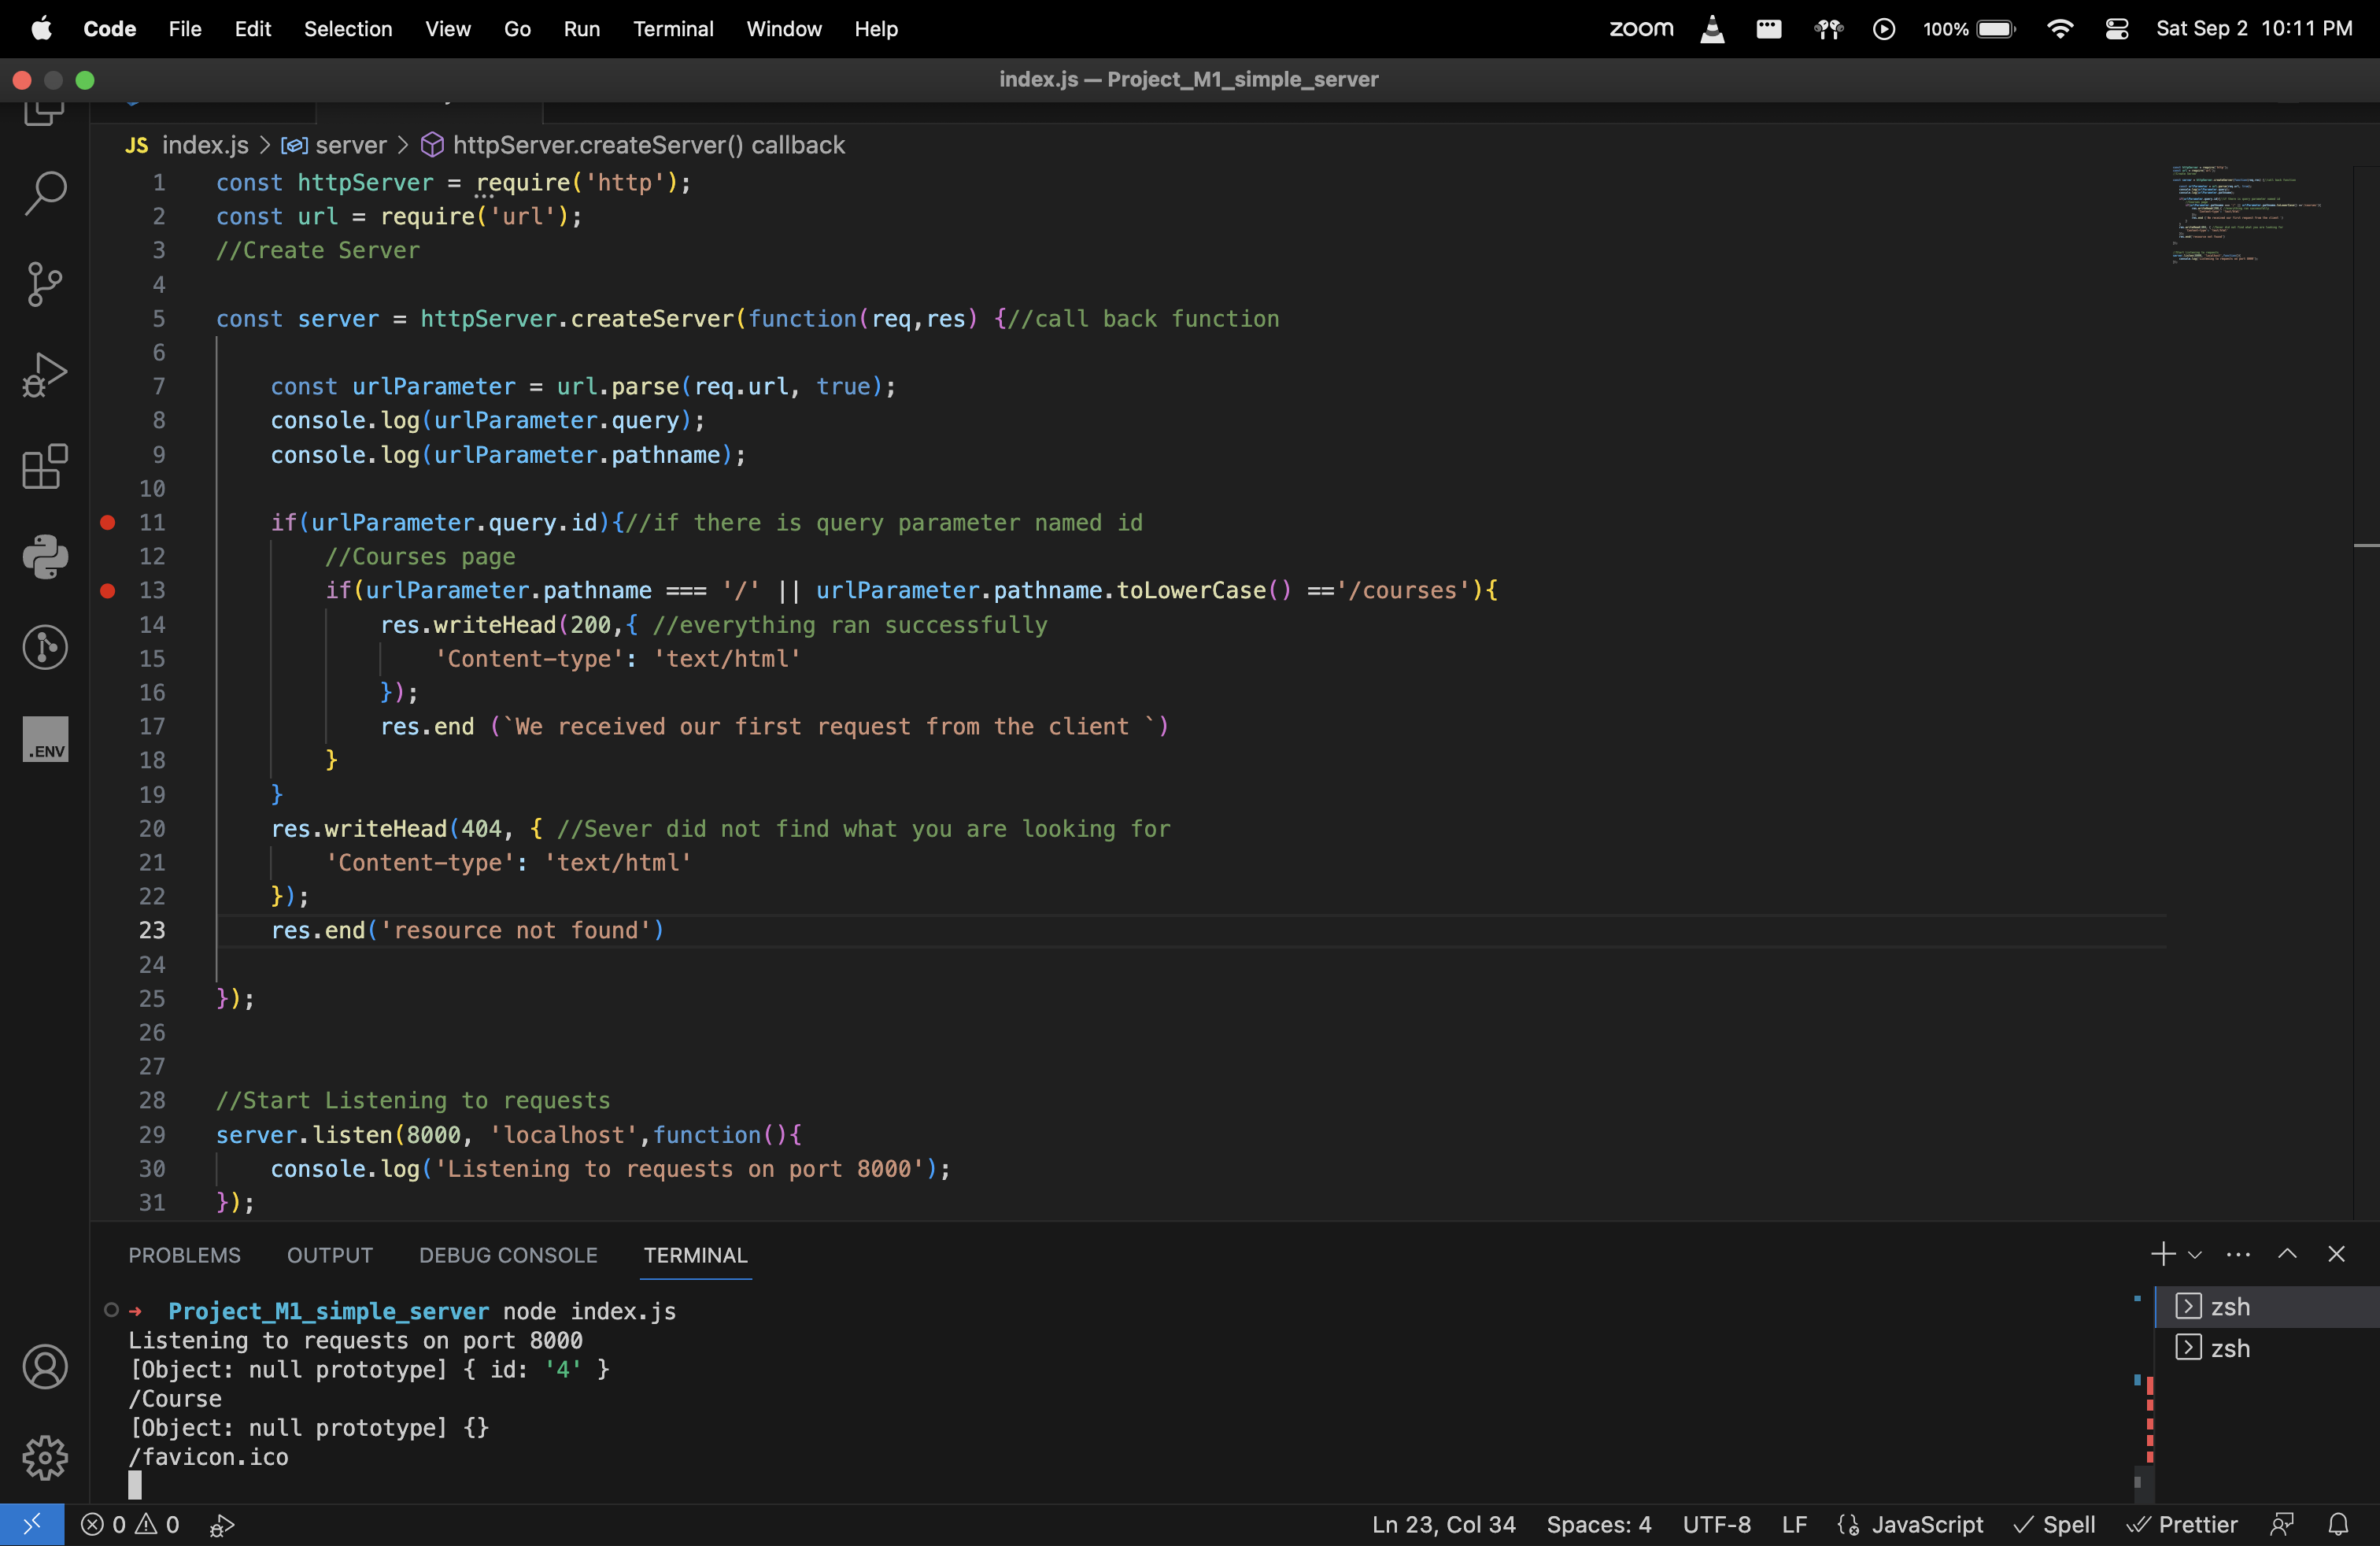 Code File Edit Selection View Go Run Terminal Window Help zoom 100% Sat Sep 2 10:11 PM
index.js — Project_M1_simple_server
JS index.js > server > httpServer.createServer() callback
1 const httpServer = require('http');
2 const url = require('url');
3 //Create Server
4
5 const server = httpServer.createServer(function(req,res) {//call back function
6
7 const urlParameter = url.parse(req.url, true);
8 console.log(urlParameter.query);
9 console.log(urlParameter.pathname);
10
11 if(urlParameter.query.id){//if there is query parameter named id
12 //Courses page
13 if(urlParameter.pathname === '/' || urlParameter.pathname.toLowerCase() =='/courses'){
14 res.writeHead(200,{ //everything ran successfully
15 'Content-type': 'text/html'
16 });
17 res.end (`We received our first request from the client `)
18 }
19 }
20 res.writeHead(404, { //Sever did not find what you are looking for
21 'Content-type': 'text/html'
22 });
23 res.end('resource not found')
24
25 });
26
27
28 //Start Listening to requests
29 server.listen(8000, 'localhost',function(){
30 console.log('Listening to requests on port 8000');
31 });
.ENV
PROBLEMS OUTPUT DEBUG CONSOLE TERMINAL
→ Project_M1_simple_server node index.js
Listening to requests on port 8000
[Object: null prototype] { id: '4' }
/Course
[Object: null prototype] {}
/favicon.ico
zsh
zsh
0 0 Ln 23, Col 34 Spaces: 4 UTF-8 LF JavaScript Spell Prettier